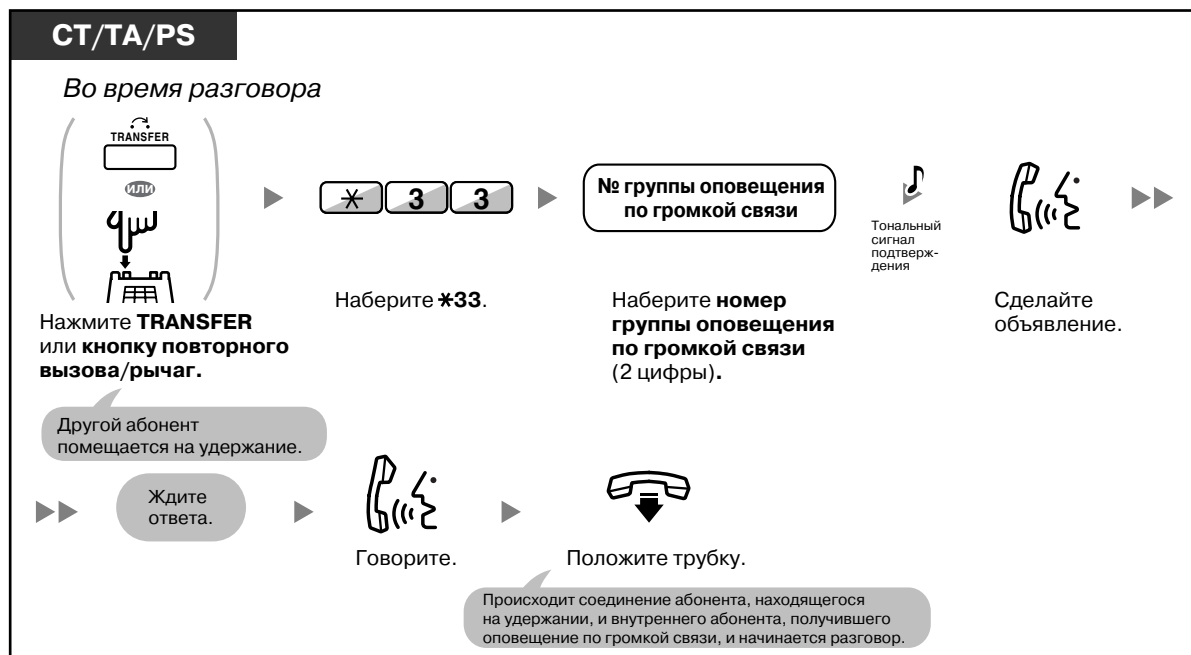 CT/TA/PS
Во время разговора
TRANSFER
или
✳ 3 3
№ группы оповещения
по громкой связи
Тональный
сигнал
подтверж-
дения
Нажмите TRANSFER
или кнопку повторного
вызова/рычаг.
Наберите ✳33.
Наберите номер
группы оповещения
по громкой связи
(2 цифры).
Сделайте
объявление.
Другой абонент
помещается на удержание.
Ждите
ответа.
Говорите.
Положите трубку.
Происходит соединение абонента, находящегося
на удержании, и внутреннего абонента, получившего
оповещение по громкой связи, и начинается разговор.